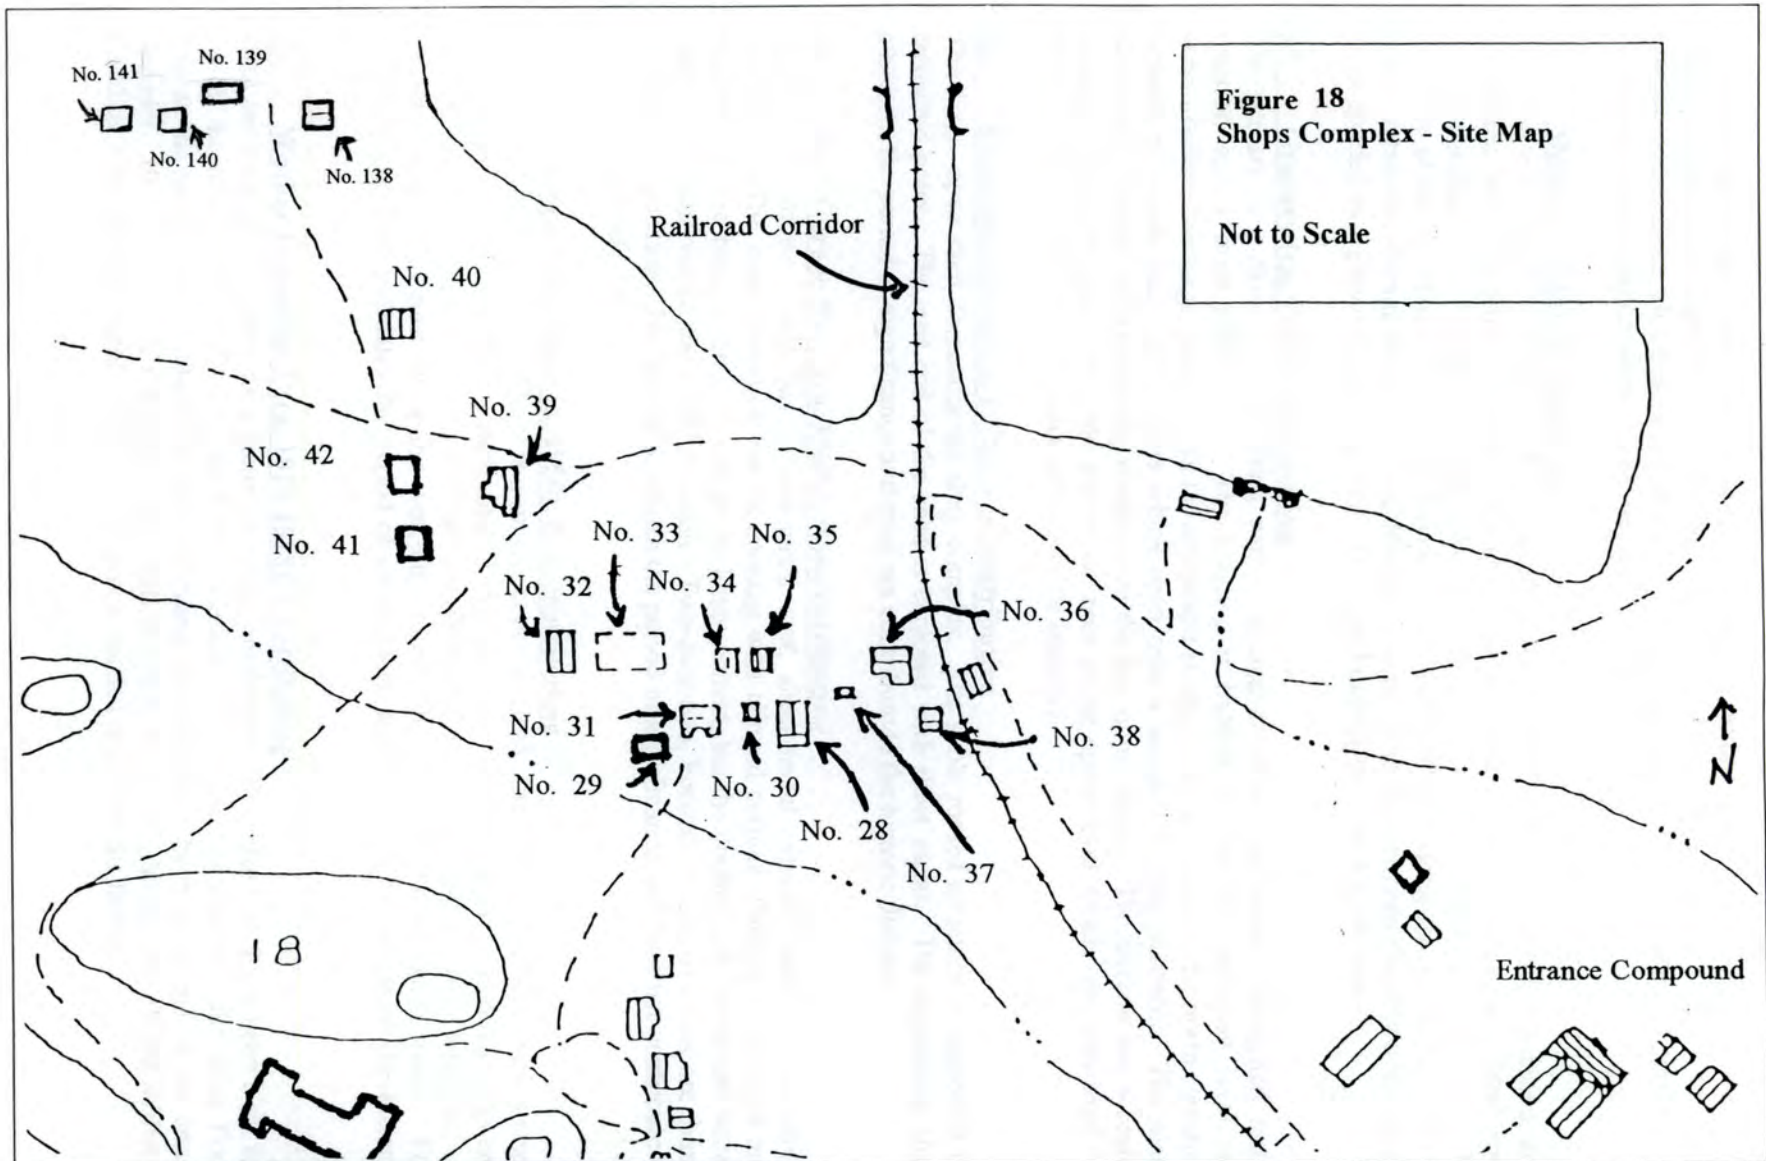 Figure 18
Shops Complex - Site Map
Not to Scale
No. 141
No. 139
No. 140
No. 138
Railroad Corridor
No. 40
No. 39
No. 42
No. 41
No. 33
No. 35
No. 32
No. 34
No. 36
No. 31
No. 38
No. 29
No. 30
No. 28
No. 37
N
18
Entrance Compound